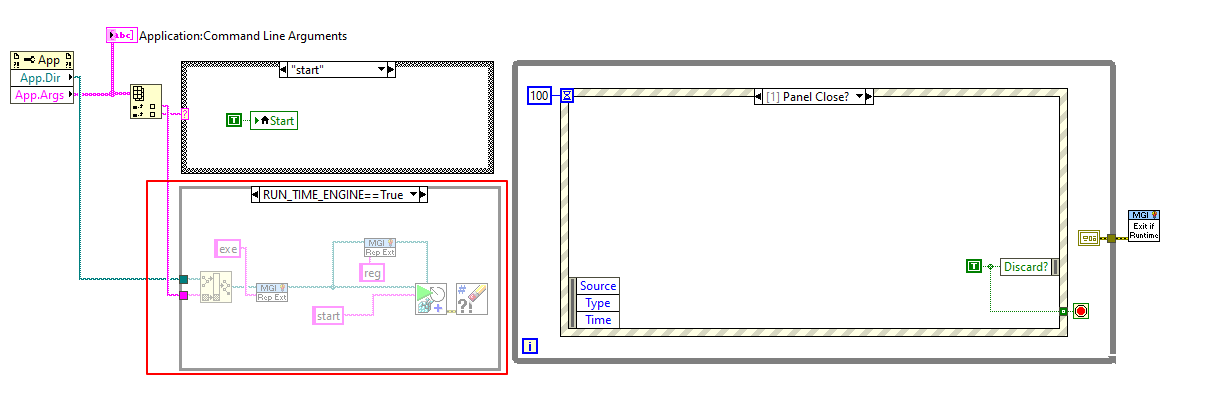 abc
Application:Command Line Arguments
App
App.Dir
App.Args
"start"
?
T
Start
RUN_TIME_ENGINE==True
exe
MGI
Rep Ext
reg
MGI
Rep Ext
start
#
?!
+
100
[1] Panel Close?
Source
Type
Time
T
Discard?
i
MGI
Exit if
Runtime